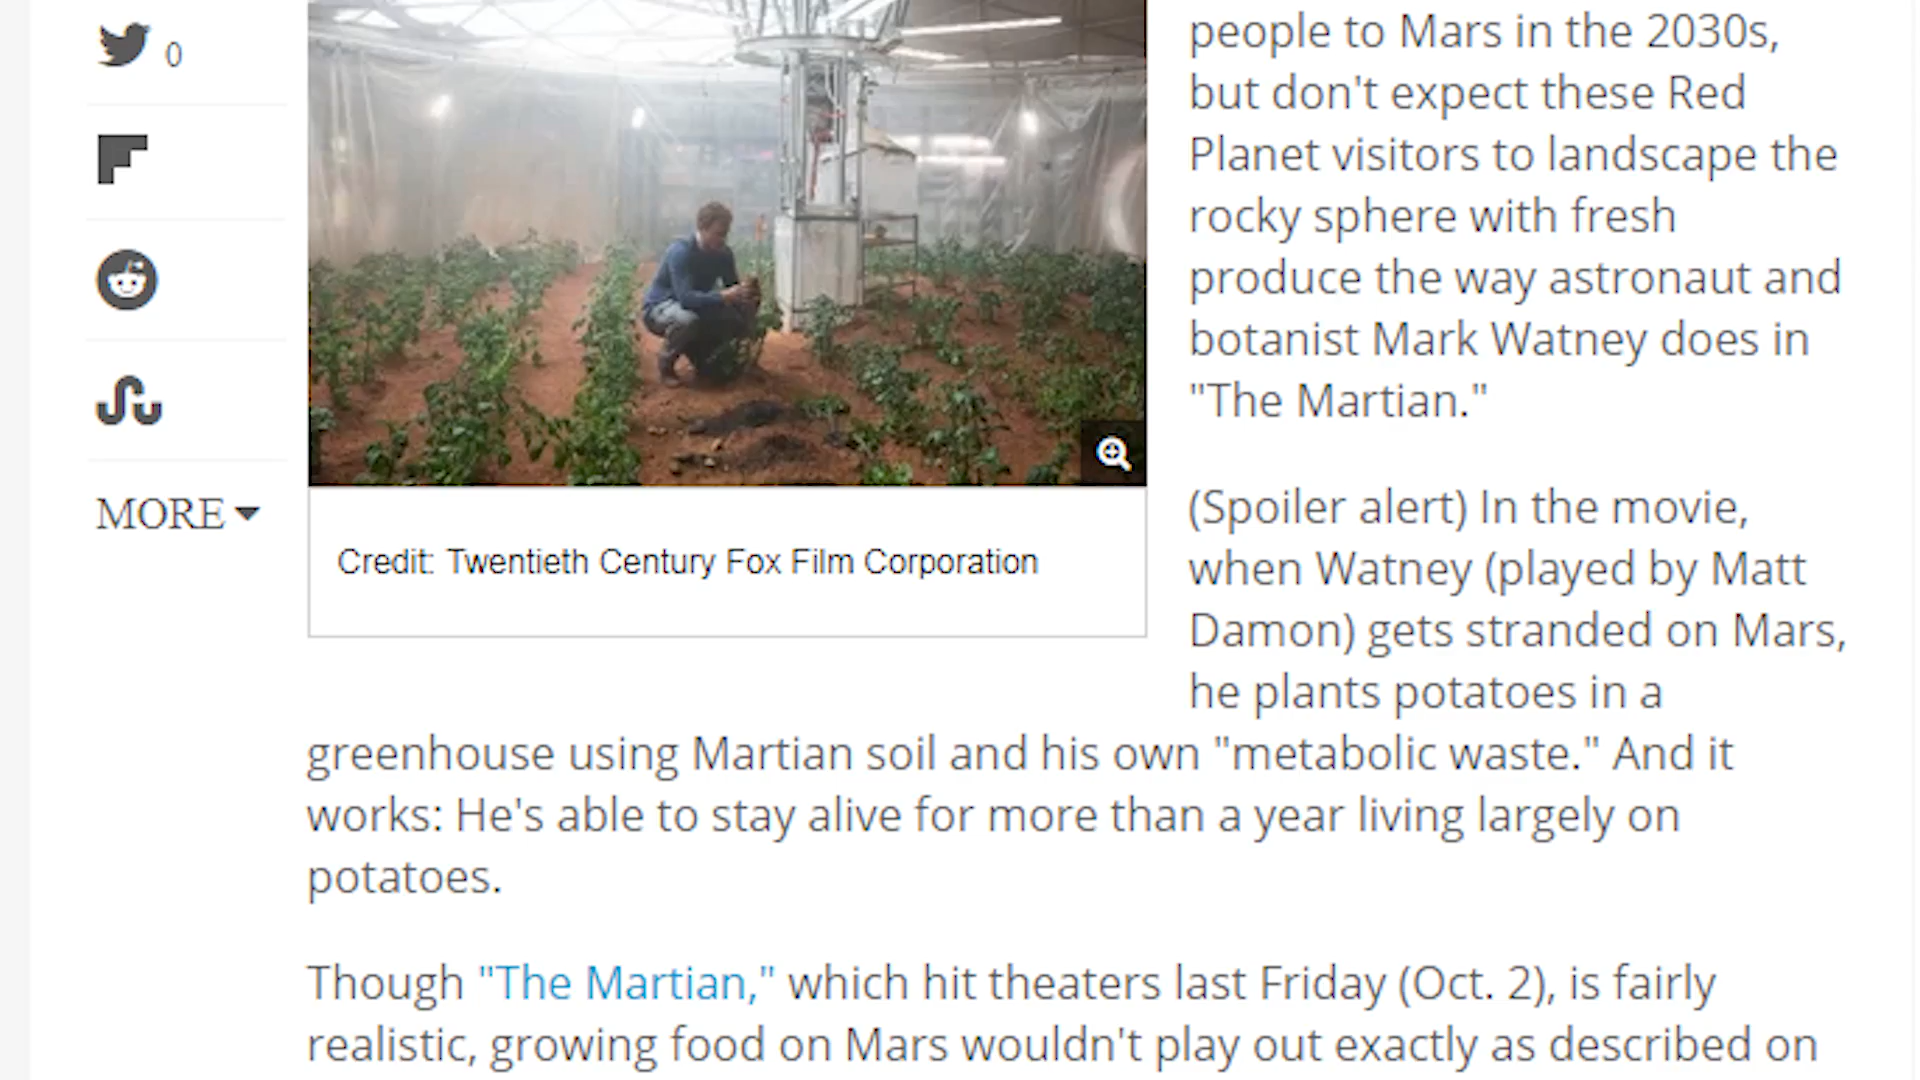 0
MORE
Credit: Twentieth Century Fox Film Corporation
people to Mars in the 2030s,
but don't expect these Red
Planet visitors to landscape the
rocky sphere with fresh
produce the way astronaut and
botanist Mark Watney does in
"The Martian."
(Spoiler alert) In the movie,
when Watney (played by Matt
Damon) gets stranded on Mars,
he plants potatoes in a
greenhouse using Martian soil and his own "metabolic waste." And it
works: He's able to stay alive for more than a year living largely on
potatoes.
Though "The Martian," which hit theaters last Friday (Oct. 2), is fairly
realistic, growing food on Mars wouldn't play out exactly as described on